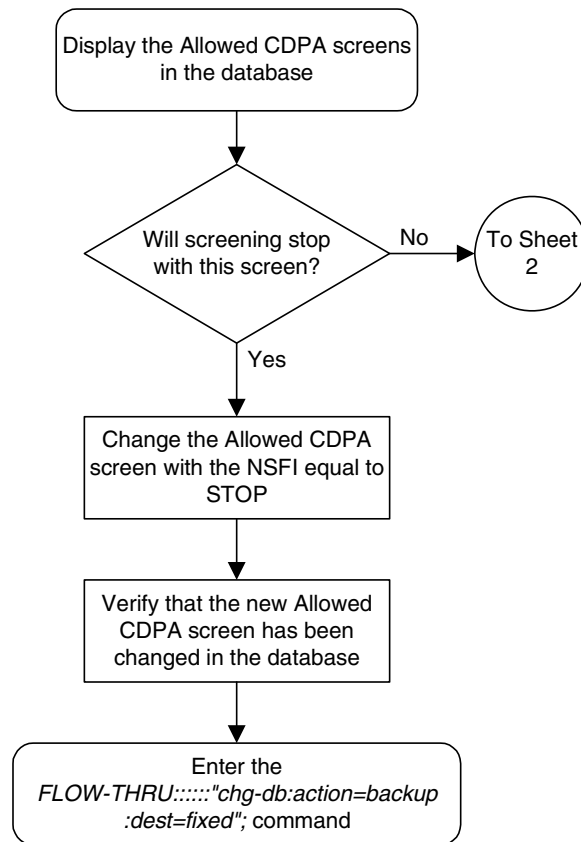 Display the Allowed CDPA screens
in the database
Will screening stop
with this screen?
No
To Sheet
2
Yes
Change the Allowed CDPA
screen with the NSFI equal to
STOP
Verify that the new Allowed
CDPA screen has been
changed in the database
Enter the
FLOW-THRU::::::"chg-db:action=backup
:dest=fixed"; command